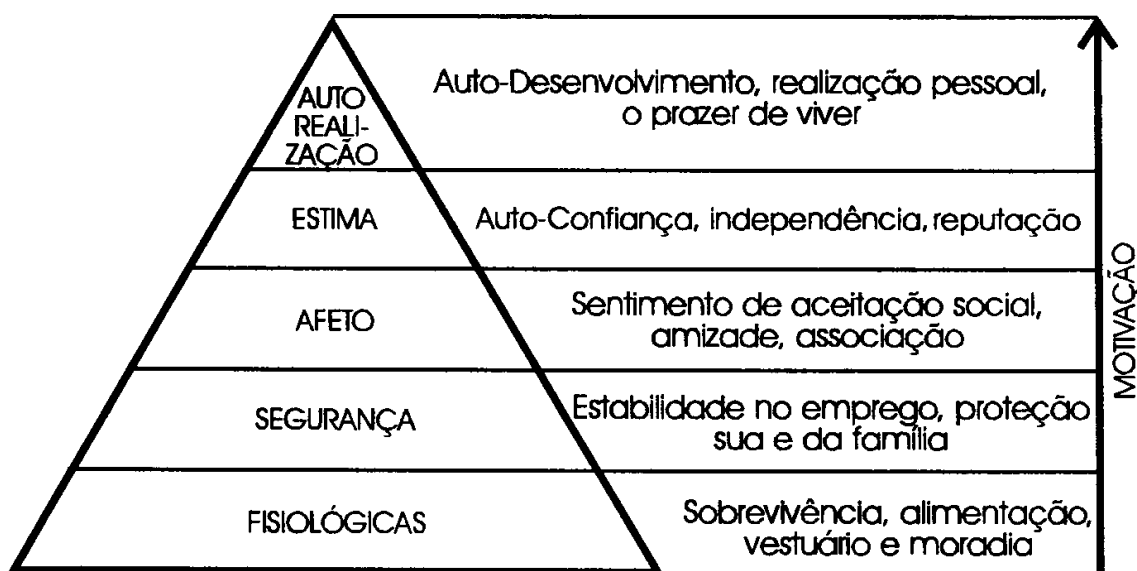 AUTO
REALI-
ZAÇÃO
Auto-Desenvolvimento, realização pessoal,
o prazer de viver
ESTIMA
Auto-Confiança, independência, reputação
AFETO
Sentimento de aceitação social,
amizade, associação
SEGURANÇA
Estabilidade no emprego, proteção
sua e da família
FISIOLÓGICAS
Sobrevivência, alimentação,
vestuário e moradia
MOTIVAÇÃO